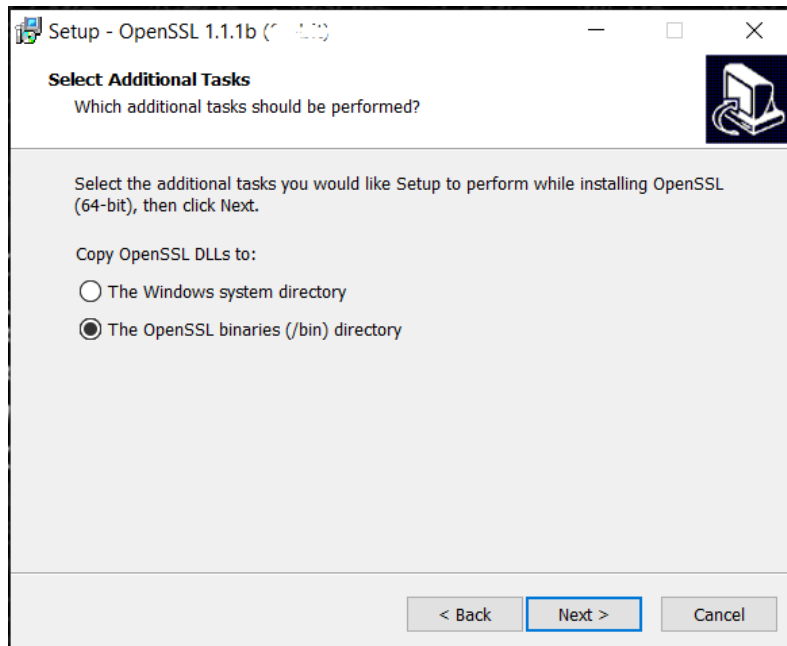 Setup - OpenSSL 1.1.1b (
Select Additional Tasks
Which additional tasks should be performed?
Select the additional tasks you would like Setup to perform while installing OpenSSL
(64-bit), then click Next.
Copy OpenSSL DLLs to:
The Windows system directory
The OpenSSL binaries (/bin) directory
< Back
Next >
Cancel